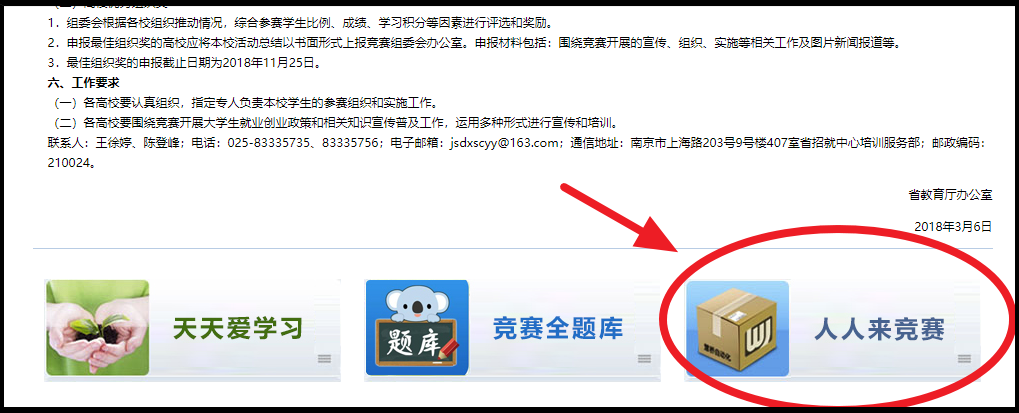 1．组委会根据各校组织推动情况，综合参赛学生比例、成绩、学习积分等因素进行评选和奖励。
2．申报最佳组织奖的高校应将本校活动总结以书面形式上报竞赛组委会办公室。申报材料包括：围绕竞赛开展的宣传、组织、实施等相关工作及图片新闻报道等。
3．最佳组织奖的申报截止日期为2018年11月25日。
六、工作要求
（一）各高校要认真组织，指定专人负责本校学生的参赛组织和实施工作。
（二）各高校要围绕竞赛开展大学生就业创业政策和相关知识宣传普及工作，运用多种形式进行宣传和培训。
联系人：王徐婷、陈登峰；电话：025-83335735、83335756；电子邮箱：jsdxscyy@163.com；通信地址：南京市上海路203号9号楼407室省招就中心培训服务部；邮政编码：
210024。
省教育厅办公室
2018年3月6日
天天爱学习
题库
竞赛全题库
人人来竞赛